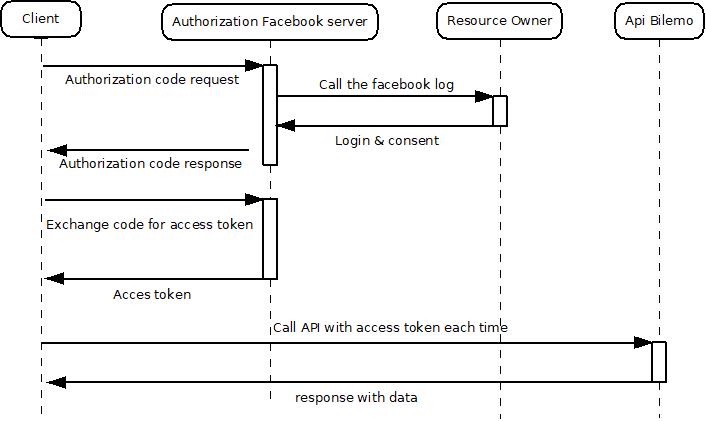 Client
Authorization Facebook server
Resource Owner
Api Bilemo
Authorization code request
Call the facebook log
Login & consent
Authorization code response
Exchange code for access token
Acces token
Call API with access token each time
response with data